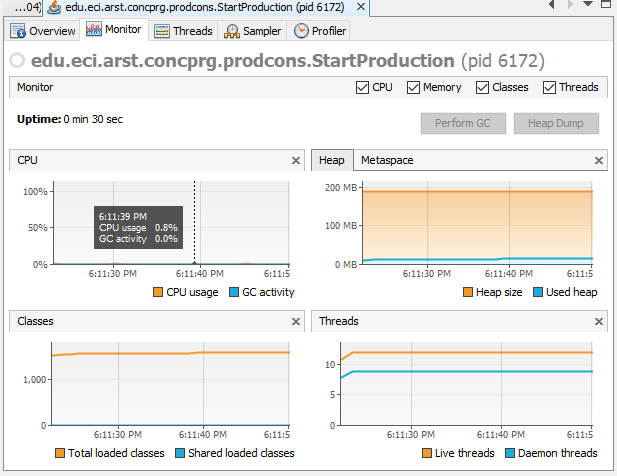 ...04) edu.eci.arst.concprg.prodcons.StartProduction (pid 6172)
Overview Monitor Threads Sampler Profiler
edu.eci.arst.concprg.prodcons.StartProduction (pid 6172)
Monitor CPU Memory Classes Threads
Uptime: 0 min 30 sec Perform GC Heap Dump
CPU
100%
50%
0%
6:11:39 PM
CPU usage 0.8%
GC activity 0.0%
6:11:30 PM 6:11:40 PM 6:11:5
CPU usage GC activity
Heap Metaspace
200 MB
100 MB
0 MB
6:11:30 PM 6:11:40 PM 6:11:5
Heap size Used heap
Classes
1,000
0
6:11:30 PM 6:11:40 PM 6:11:5
Total loaded classes Shared loaded classes
Threads
10
5
0
6:11:30 PM 6:11:40 PM 6:11:5
Live threads Daemon threads